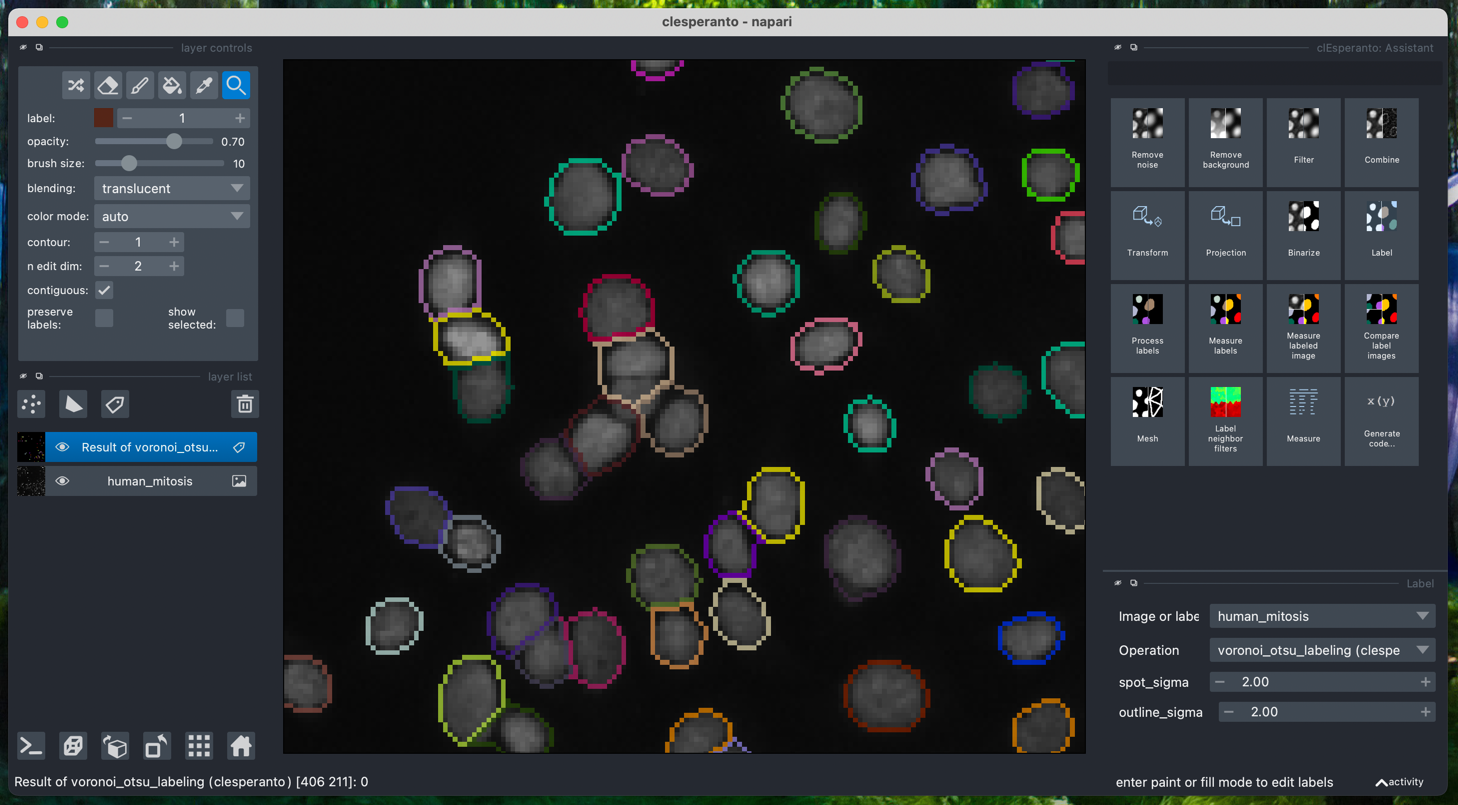 clesperanto - napari
layer controls
label:
1
opacity:
0.70
brush size:
10
blending:
translucent
color mode:
auto
contour:
1
n edit dim:
2
contiguous:
preserve
labels:
show
selected:
layer list
Result of voronoi_otsu...
human_mitosis
Result of voronoi_otsu_labeling (clesperanto) [406 211]: 0
clEsperanto: Assistant
Remove
noise
Remove
background
Filter
Combine
Transform
Projection
Binarize
Label
Process
labels
Measure
labels
Measure
labeled
image
Compare
label
images
Mesh
Label
neighbor
filters
Measure
x(y)
Generate
code...
Label
Image or labe
human_mitosis
Operation
voronoi_otsu_labeling (clespe
spot_sigma
2.00
outline_sigma
2.00
enter paint or fill mode to edit labels
activity